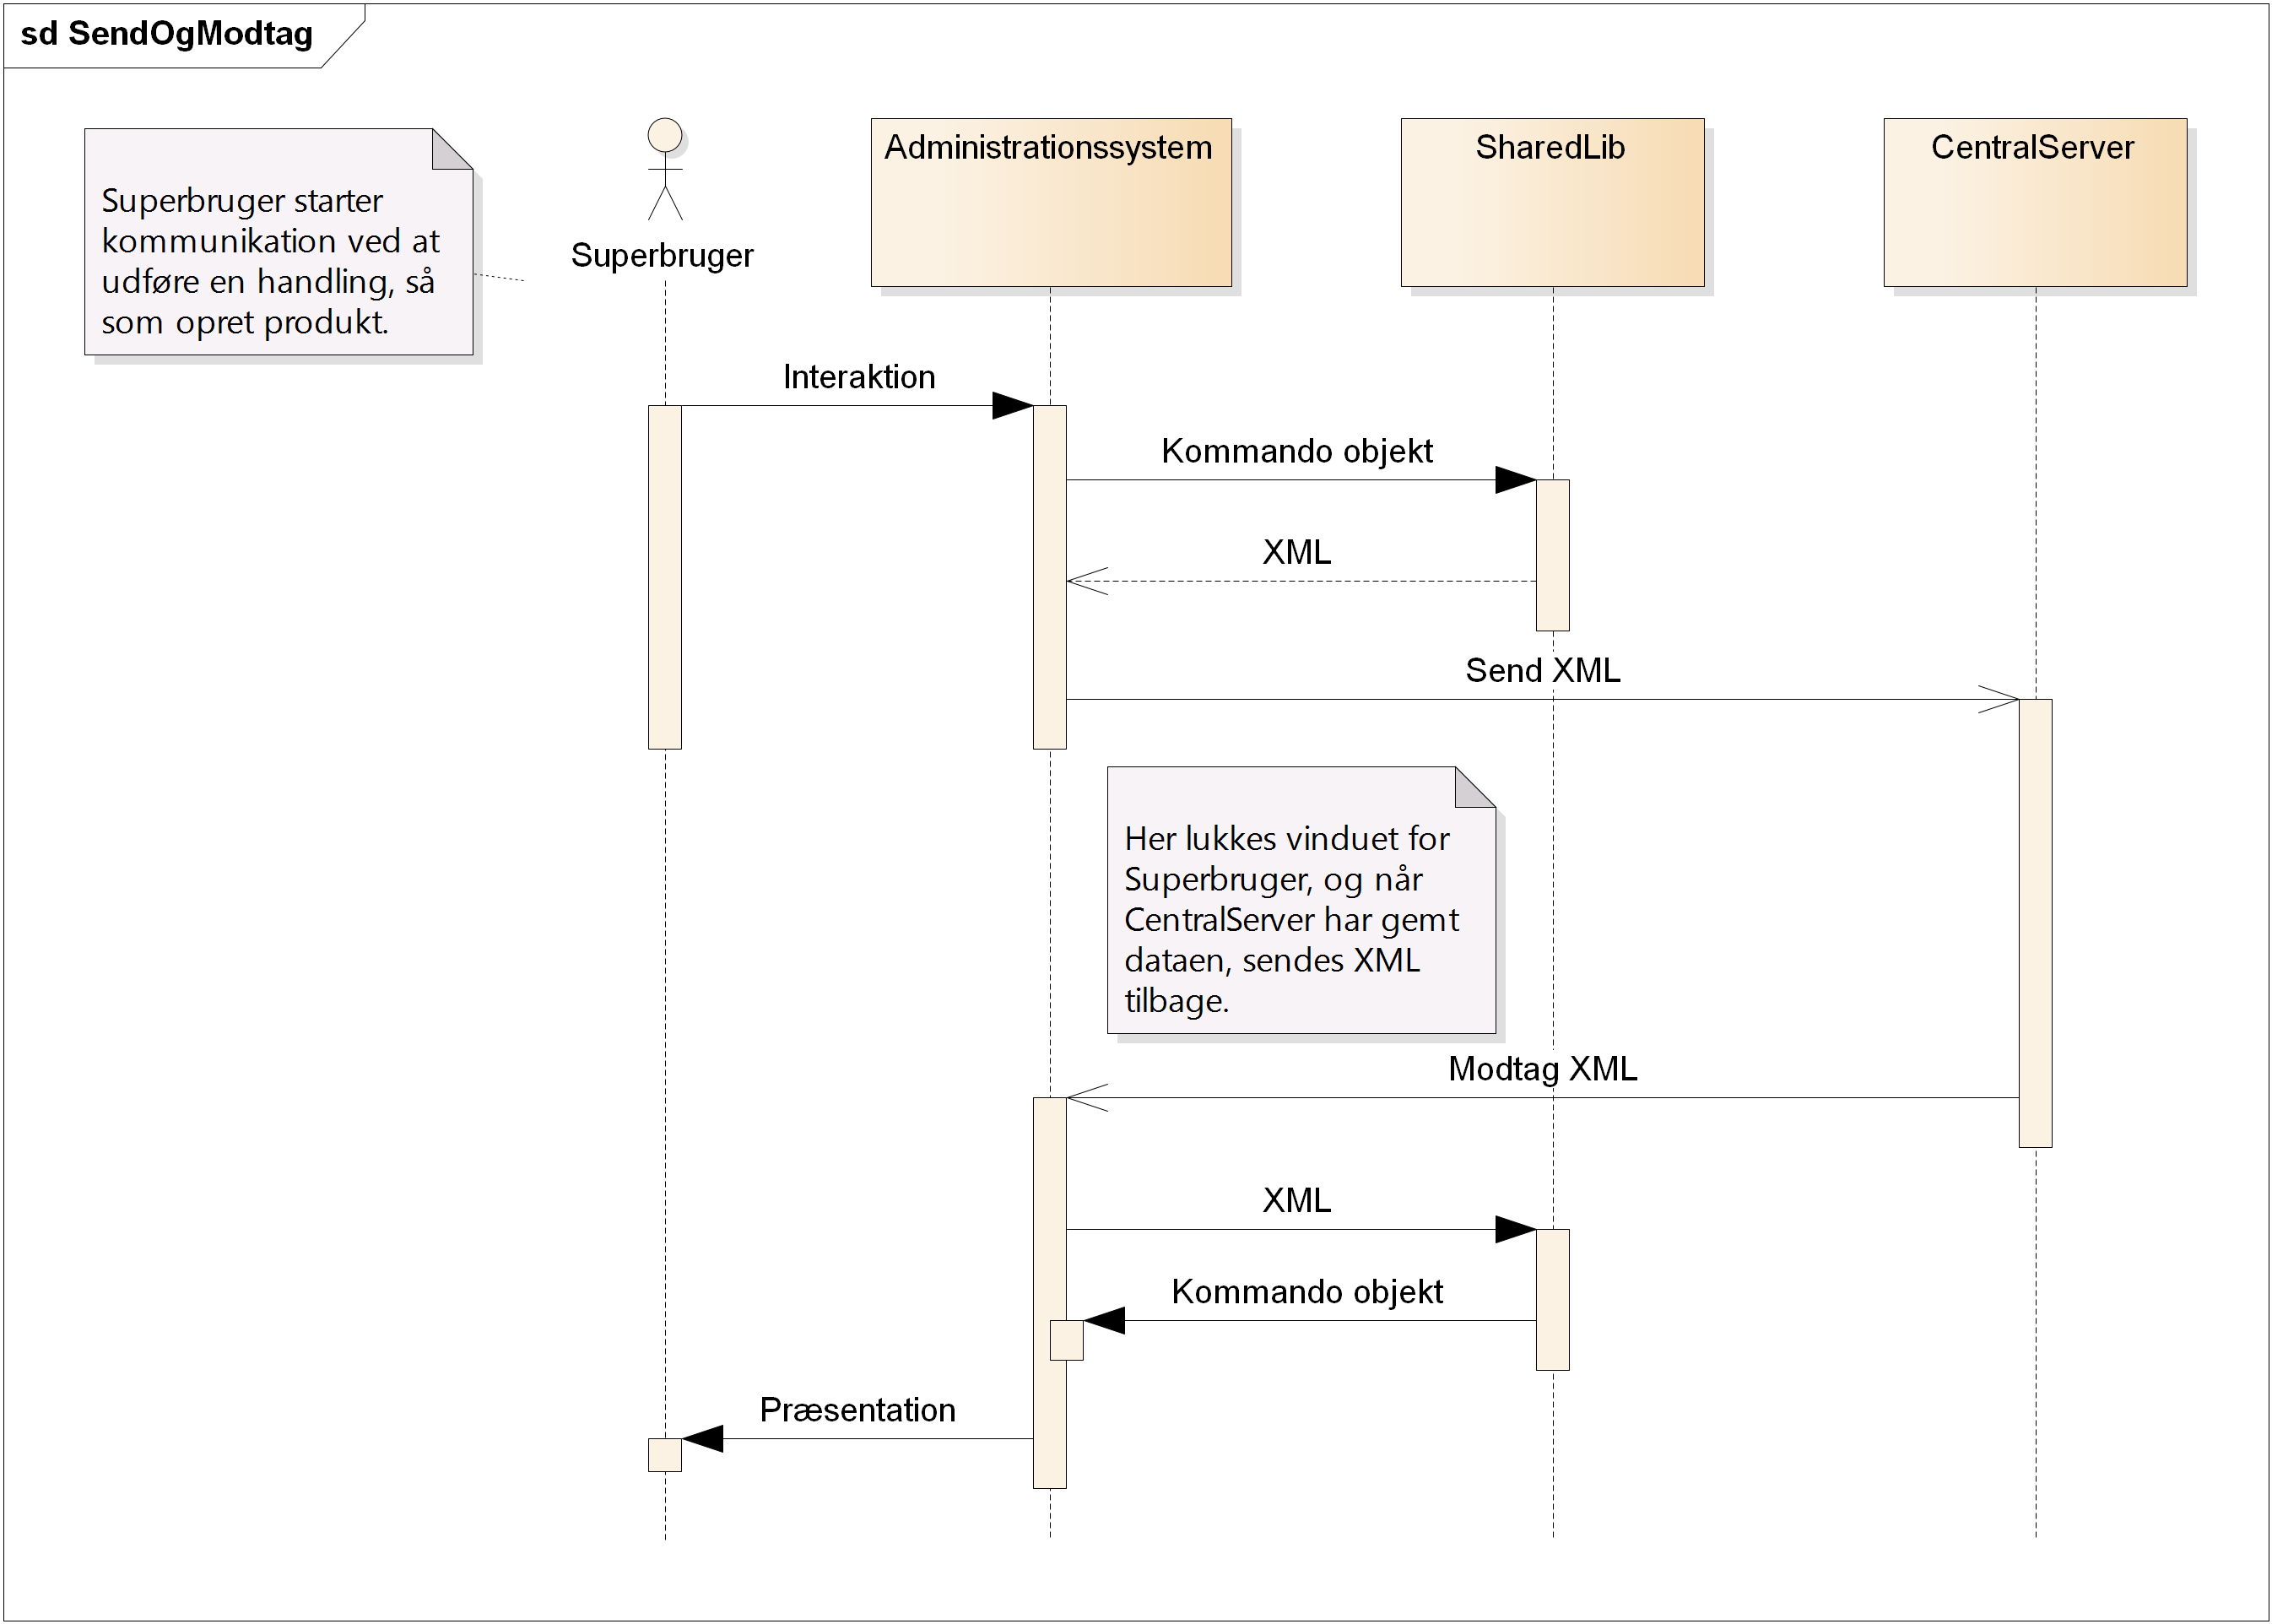 sd SendOgModtag
Superbruger starter
kommunikation ved at
udføre en handling, så
som opret produkt.
Superbruger
Administrationssystem
SharedLib
CentralServer
Interaktion
Kommando objekt
XML
Send XML
Her lukkes vinduet for
Superbruger, og når
CentralServer har gemt
dataen, sendes XML
tilbage.
Modtag XML
XML
Kommando objekt
Præsentation